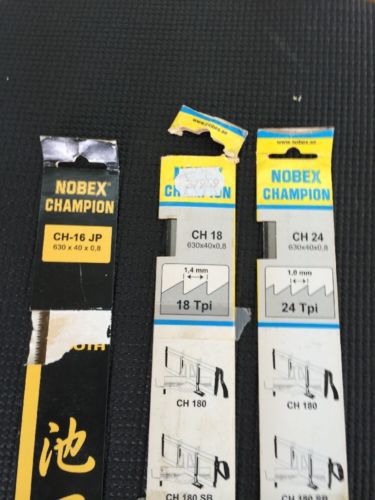 NOBEX
CHAMPION
CH-16 JP
630 x 40 x 0,8
池
NOBEX
CHAMPION
CH 18
630x40x0,8
1,4 mm
18 Tpi
CH 180
CH 180 SB
www.nobex.se
NOBEX
CHAMPION
CH 24
630x40x0,8
1,0 mm
24 Tpi
CH 180
CH 180 SB